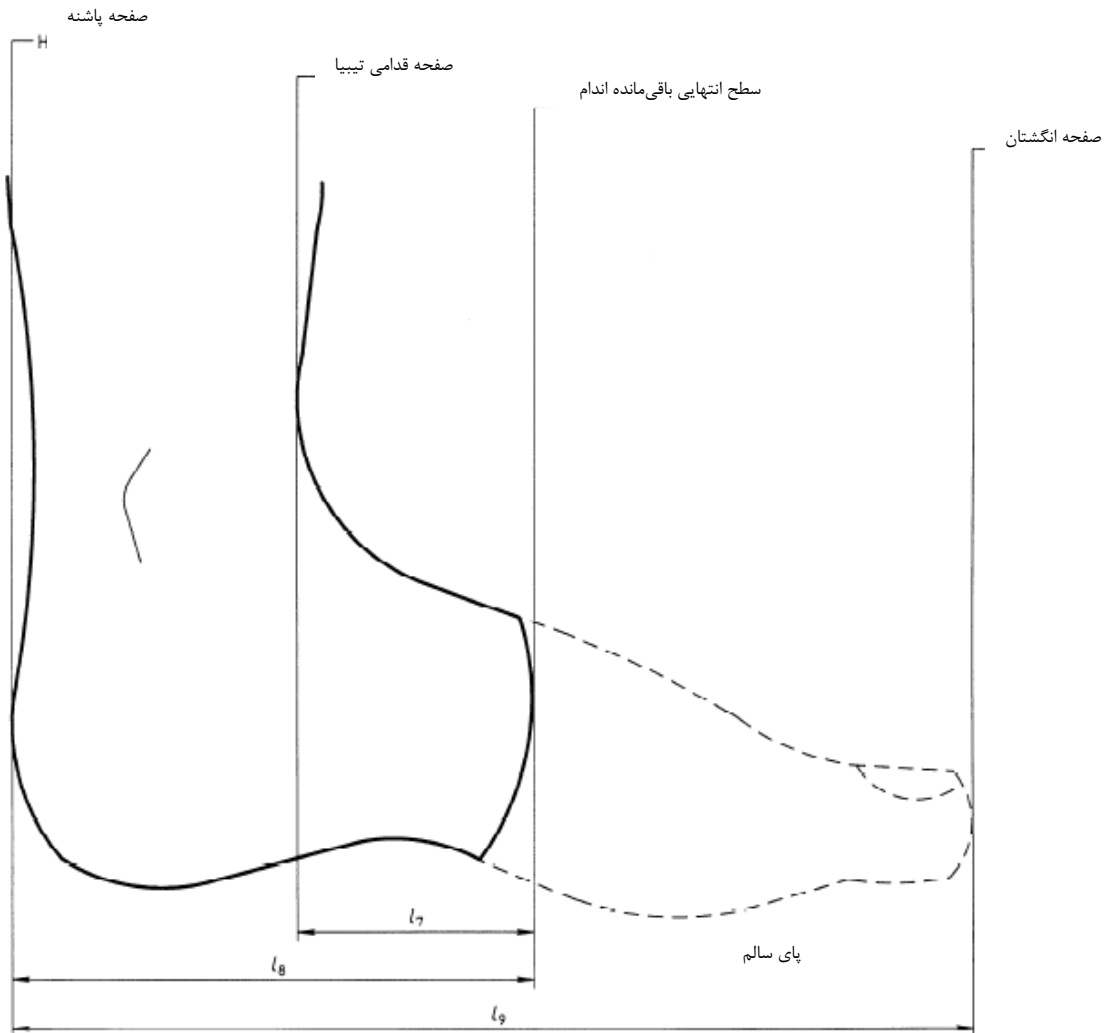 صفحه پاشنه
H
صفحه قدامی تیبیا
سطح انتهایی باقی‌مانده اندام
صفحه انگشتان
l₇
پای سالم
l₈
l₉